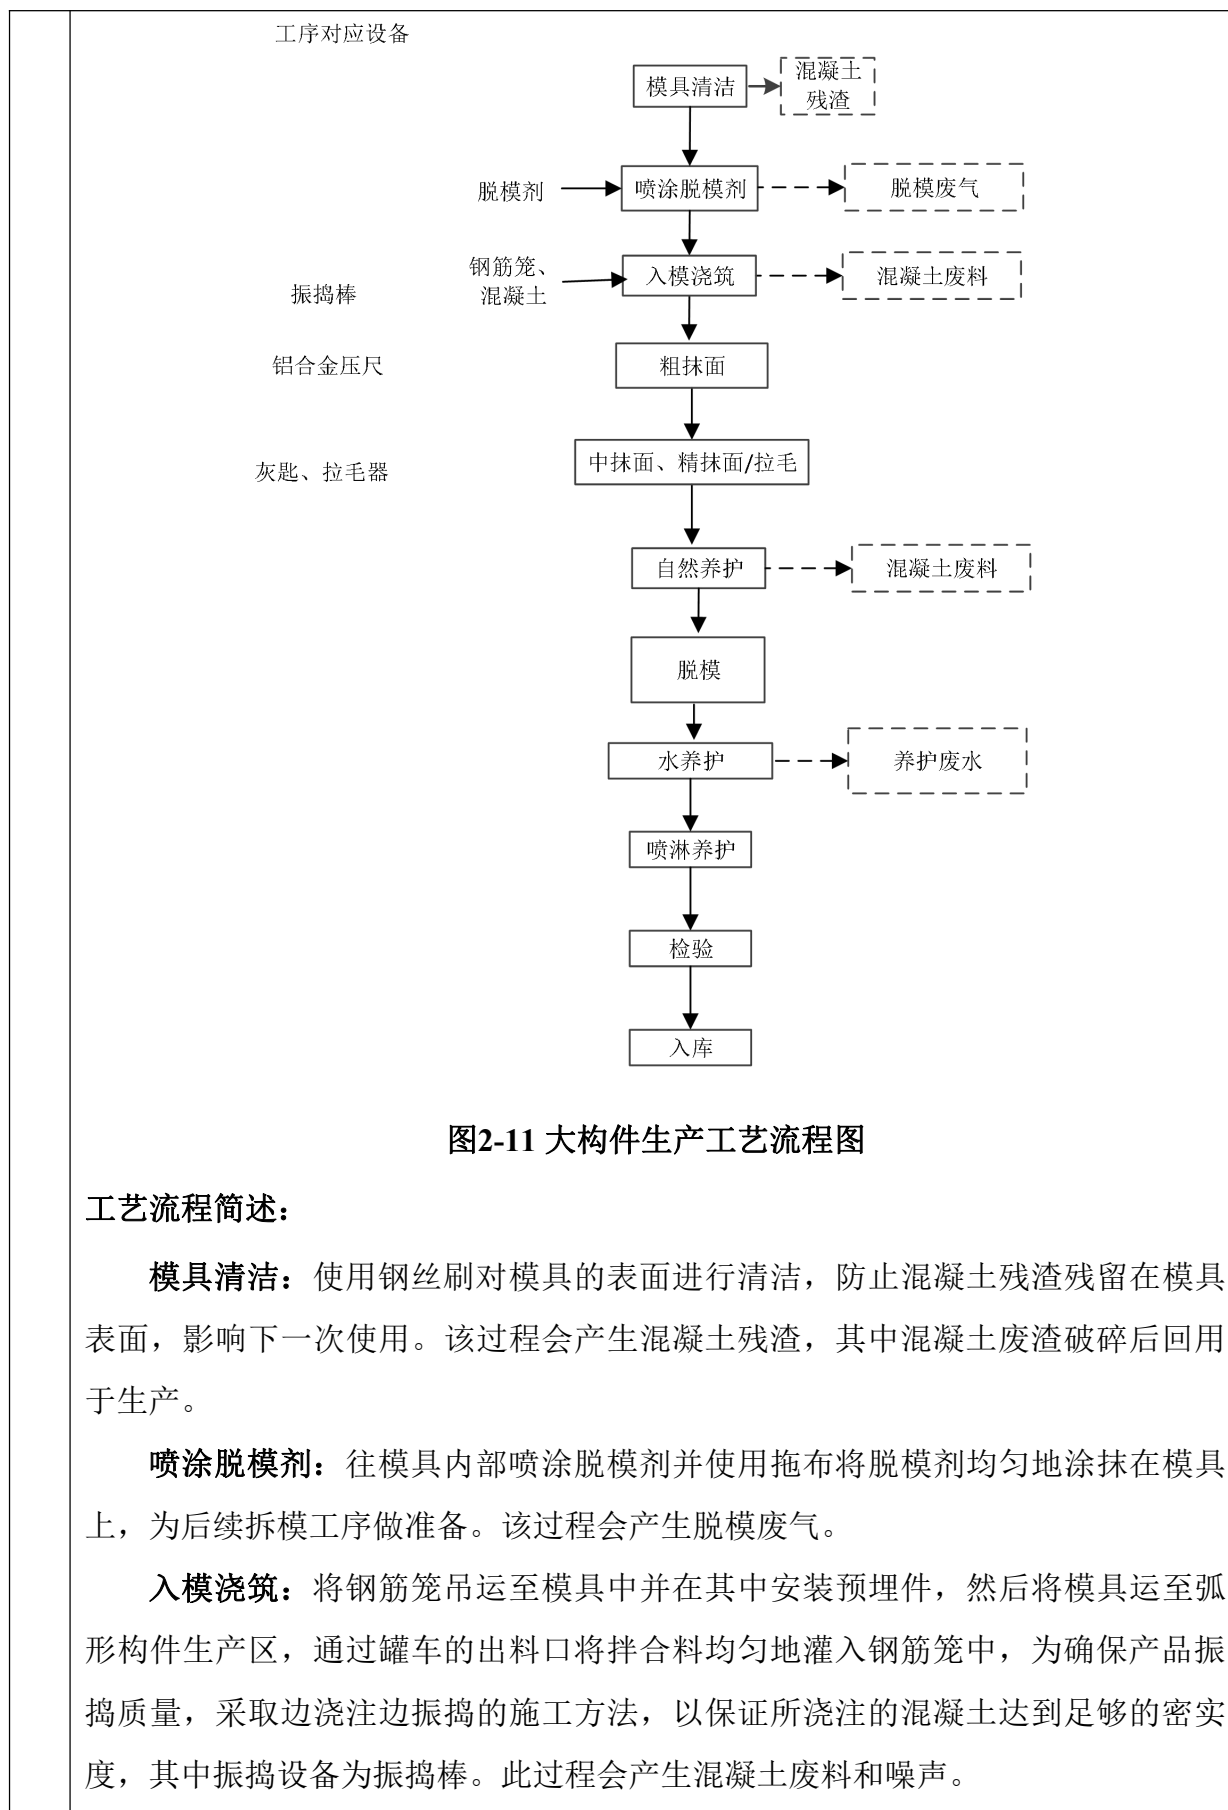 工序对应设备
模具清洁
混凝土
残渣
脱模剂
喷涂脱模剂
脱模废气
振捣棒
钢筋笼、
混凝土
入模浇筑
混凝土废料
铝合金压尺
粗抹面
灰匙、拉毛器
中抹面、精抹面/拉毛
自然养护
混凝土废料
脱模
水养护
养护废水
喷淋养护
检验
入库
图2-11 大构件生产工艺流程图
工艺流程简述：
模具清洁：使用钢丝刷对模具的表面进行清洁，防止混凝土残渣残留在模具
表面，影响下一次使用。该过程会产生混凝土残渣，其中混凝土废渣破碎后回用
于生产。
喷涂脱模剂：往模具内部喷涂脱模剂并使用拖布将脱模剂均匀地涂抹在模具
上，为后续拆模工序做准备。该过程会产生脱模废气。
入模浇筑：将钢筋笼吊运至模具中并在其中安装预埋件，然后将模具运至弧
形构件生产区，通过罐车的出料口将拌合料均匀地灌入钢筋笼中，为确保产品振
捣质量，采取边浇注边振捣的施工方法，以保证所浇注的混凝土达到足够的密实
度，其中振捣设备为振捣棒。此过程会产生混凝土废料和噪声。